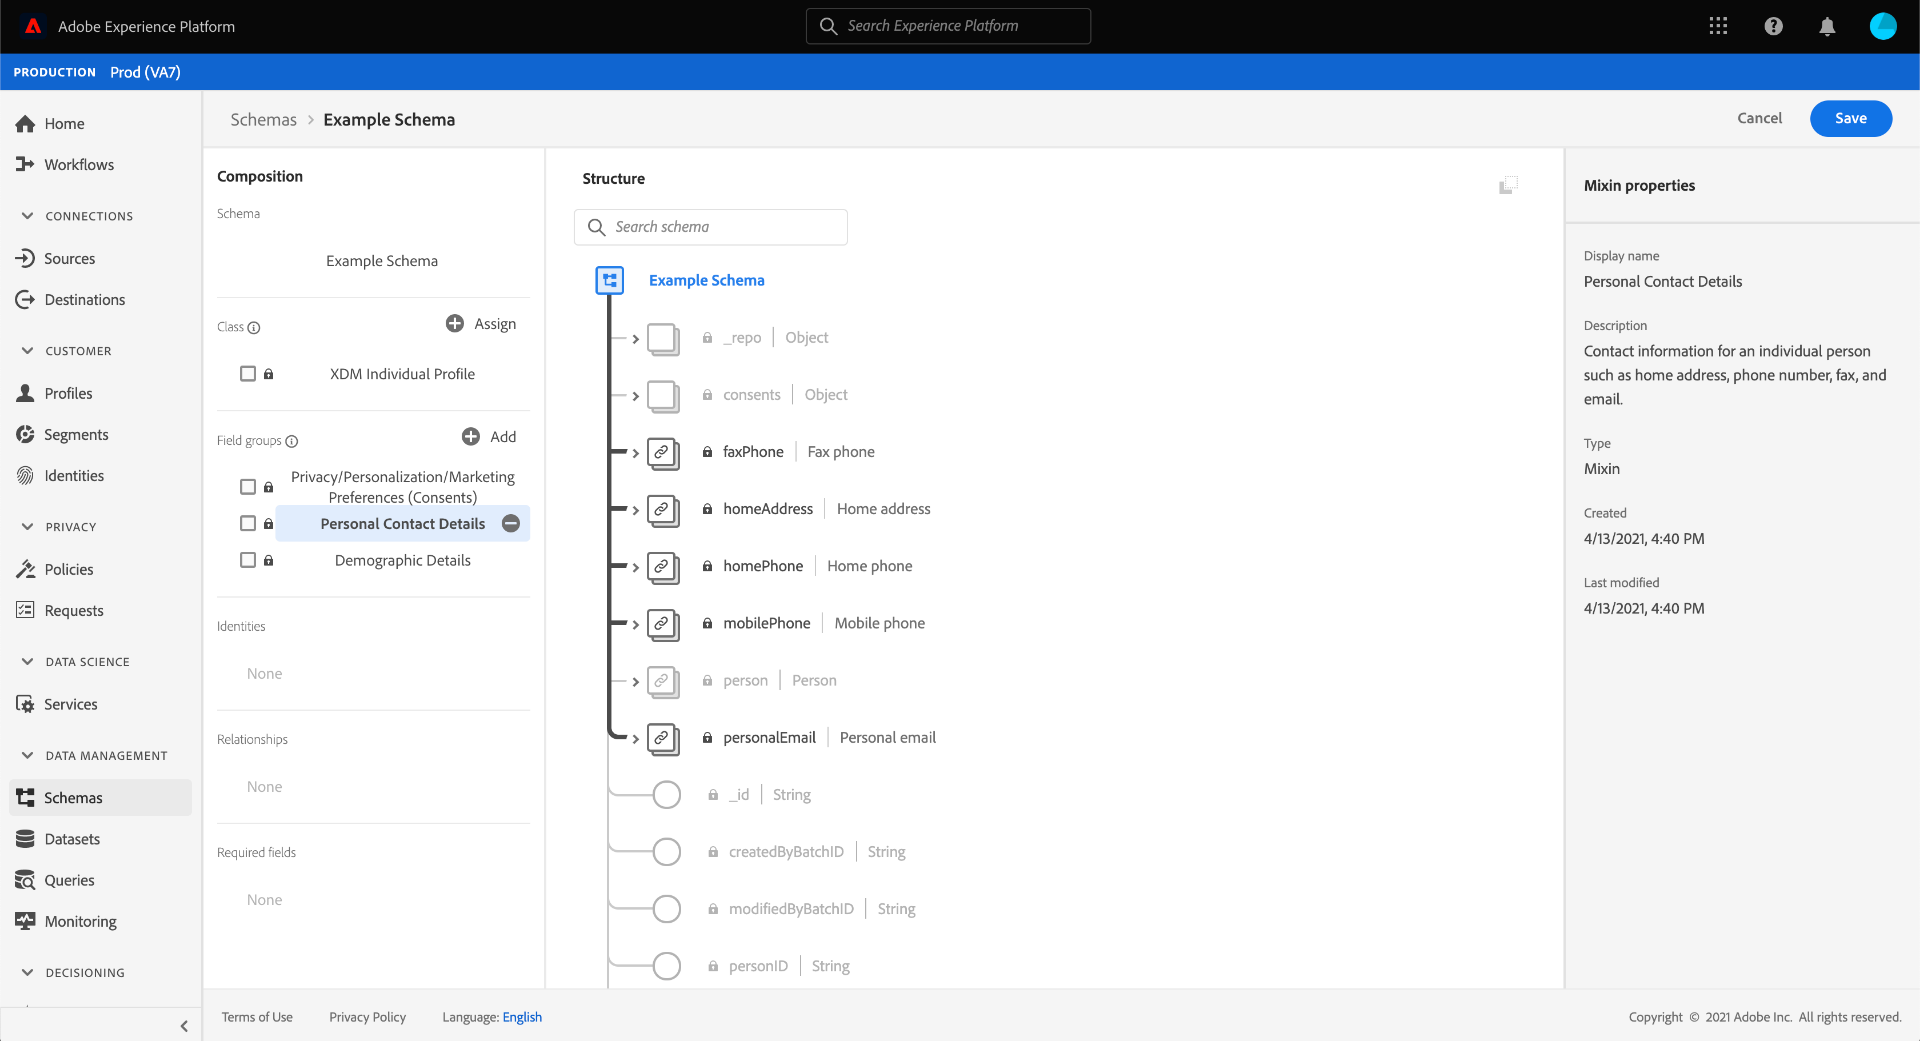 Adobe Experience Platform
Search Experience Platform
PRODUCTION Prod (VA7)
Home
Workflows
CONNECTIONS
Sources
Destinations
CUSTOMER
Profiles
Segments
Identities
PRIVACY
Policies
Requests
DATA SCIENCE
Services
DATA MANAGEMENT
Schemas
Datasets
Queries
Monitoring
DECISIONING
Schemas > Example Schema
Cancel
Save
Composition
Schema
Example Schema
Class
Assign
XDM Individual Profile
Field groups
Add
Privacy/Personalization/Marketing
Preferences (Consents)
Personal Contact Details
Demographic Details
Identities
None
Relationships
None
Required fields
None
Structure
Search schema
Example Schema
_repo | Object
consents | Object
faxPhone | Fax phone
homeAddress | Home address
homePhone | Home phone
mobilePhone | Mobile phone
person | Person
personalEmail | Personal email
_id | String
createdByBatchID | String
modifiedByBatchID | String
personID | String
Mixin properties
Display name
Personal Contact Details
Description
Contact information for an individual person
such as home address, phone number, fax, and
email.
Type
Mixin
Created
4/13/2021, 4:40 PM
Last modified
4/13/2021, 4:40 PM
Terms of Use
Privacy Policy
Language: English
Copyright © 2021 Adobe Inc. All rights reserved.